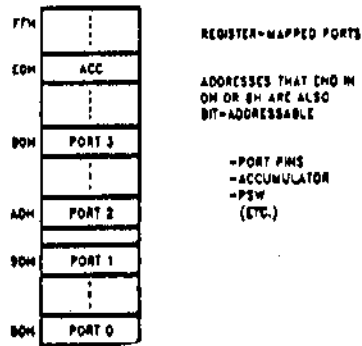 FFH
REGISTER-MAPPED PORTS
E0H ACC
ADDRESSES THAT END IN
0H OR 8H ARE ALSO
BIT-ADDRESSABLE
B0H PORT 3
-PORT PINS
-ACCUMULATOR
-PSW
(ETC.)
A0H PORT 2
90H PORT 1
80H PORT 0